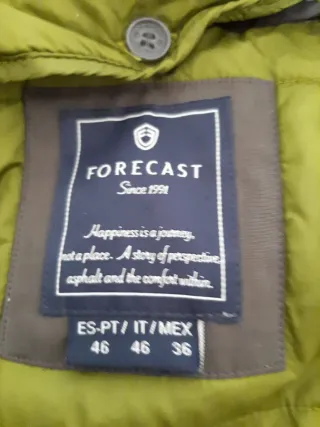 FORECAST
Since 1991
Happiness is a journey,
not a place. A story of perspective,
asphalt and the comfort within.
ES-PT/ IT/MEX
46 46 36